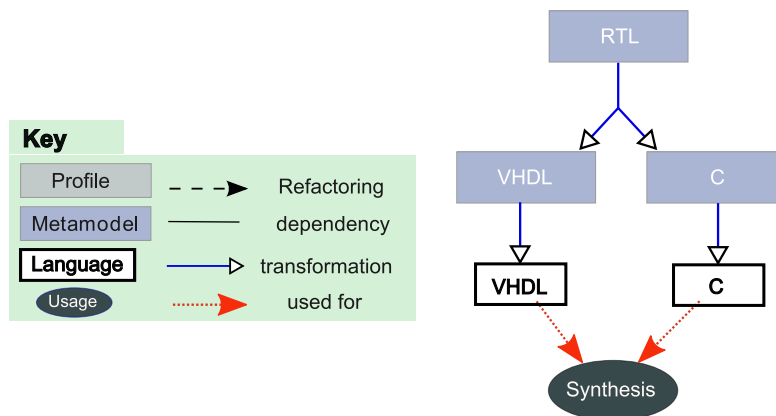 Key
Profile
Refactoring
Metamodel
dependency
Language
transformation
Usage
used for
RTL
VHDL
C
VHDL
C
Synthesis